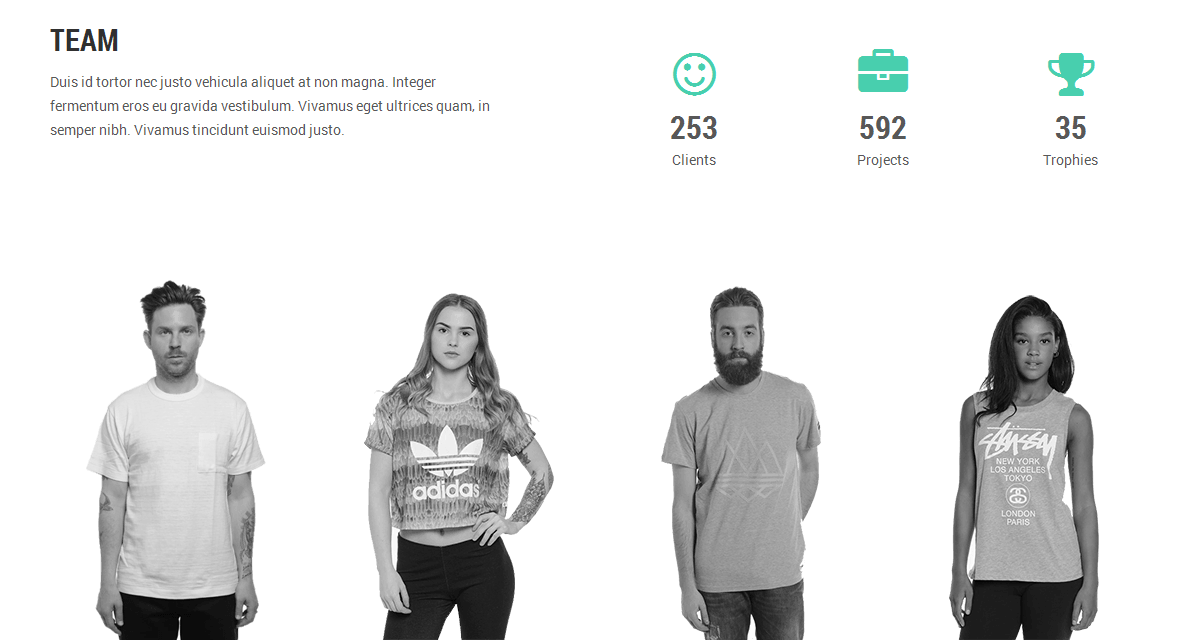 TEAM
Duis id tortor nec justo vehicula aliquet at non magna. Integer
fermentum eros eu gravida vestibulum. Vivamus eget ultrices quam, in
semper nibh. Vivamus tincidunt euismod justo.
253
Clients
592
Projects
35
Trophies
adidas
Stüssy
NEW YORK
LOS ANGELES
TOKYO
LONDON
PARIS